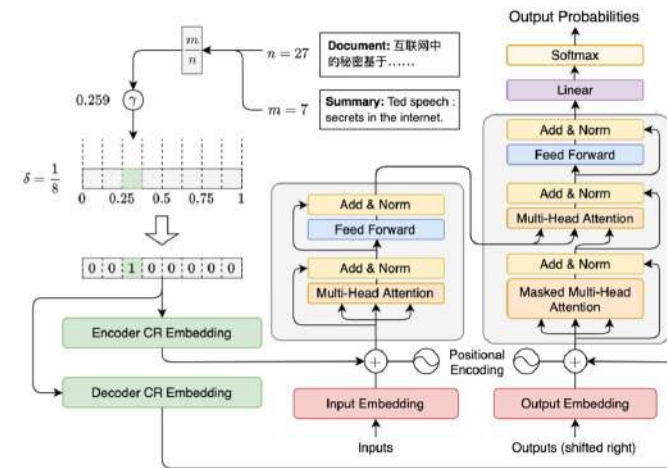 Output Probabilities
Softmax
Linear
Add & Norm
Feed Forward
Add & Norm
Multi-Head Attention
Add & Norm
Masked Multi-Head
Attention
m
n
n = 27
Document: 互联网中
的秘密基于……
0.259
γ
m = 7
Summary: Ted speech :
secrets in the internet.
δ = 1/8
0 0.25 0.5 0.75 1
0 0 1 0 0 0 0 0
Add & Norm
Feed Forward
Add & Norm
Multi-Head Attention
Encoder CR Embedding
Decoder CR Embedding
Positional
Encoding
Input Embedding
Output Embedding
Inputs
Outputs (shifted right)